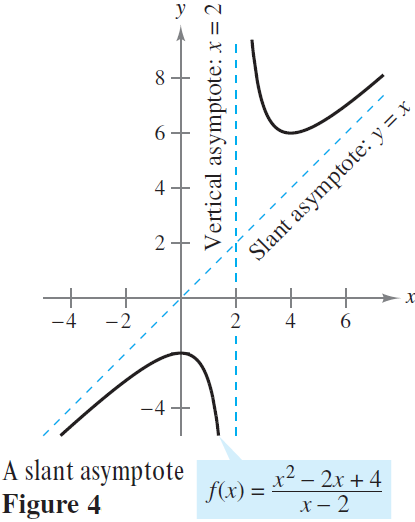 y
Vertical asymptote: x = 2
8
6
4
2
Slant asymptote: y = x
x
−4 −2 2 4 6
−4
A slant asymptote
Figure 4
f(x) = \frac{x^2 − 2x + 4}{x − 2}